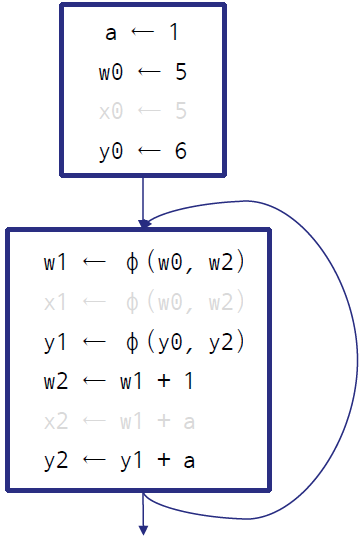 a ← 1
w0 ← 5
x0 ← 5
y0 ← 6
w1 ← ϕ(w0, w2)
x1 ← ϕ(w0, w2)
y1 ← ϕ(y0, y2)
w2 ← w1 + 1
x2 ← w1 + a
y2 ← y1 + a